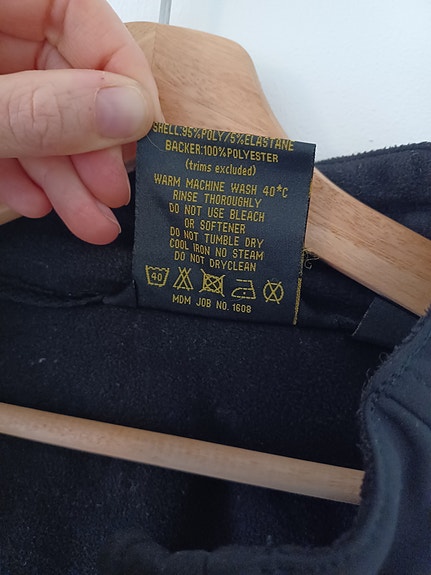 SHELL:95%POLY/5%ELASTANE
BACKER:100%POLYESTER
(trims excluded)
WARM MACHINE WASH 40°C
RINSE THOROUGHLY
DO NOT USE BLEACH
OR SOFTENER
DO NOT TUMBLE DRY
COOL IRON NO STEAM
DO NOT DRYCLEAN
40
MDM JOB NO. 1608